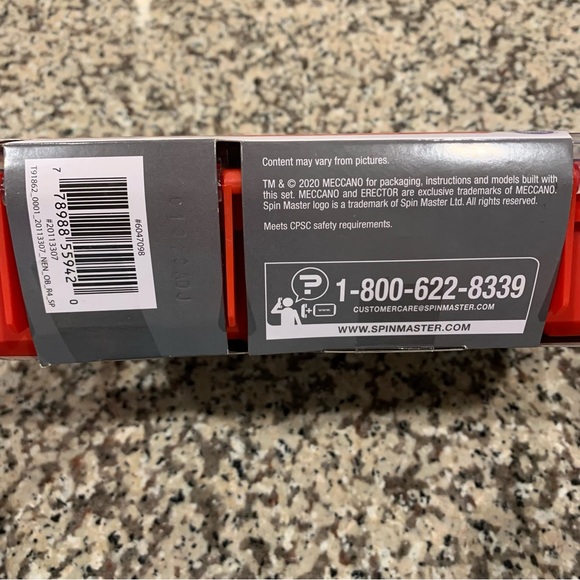 T91862_0001_20113307_NEN_OB_R4_SP
#20113307
7 78988 55942 0
#6047098
Content may vary from pictures.
TM & © 2020 MECCANO for packaging, instructions and models built with
this set. MECCANO and ERECTOR are exclusive trademarks of MECCANO.
Spin Master logo is a trademark of Spin Master Ltd. All rights reserved.
Meets CPSC safety requirements.
?
1-800-622-8339
CUSTOMERCARE@SPINMASTER.COM
WWW.SPINMASTER.COM